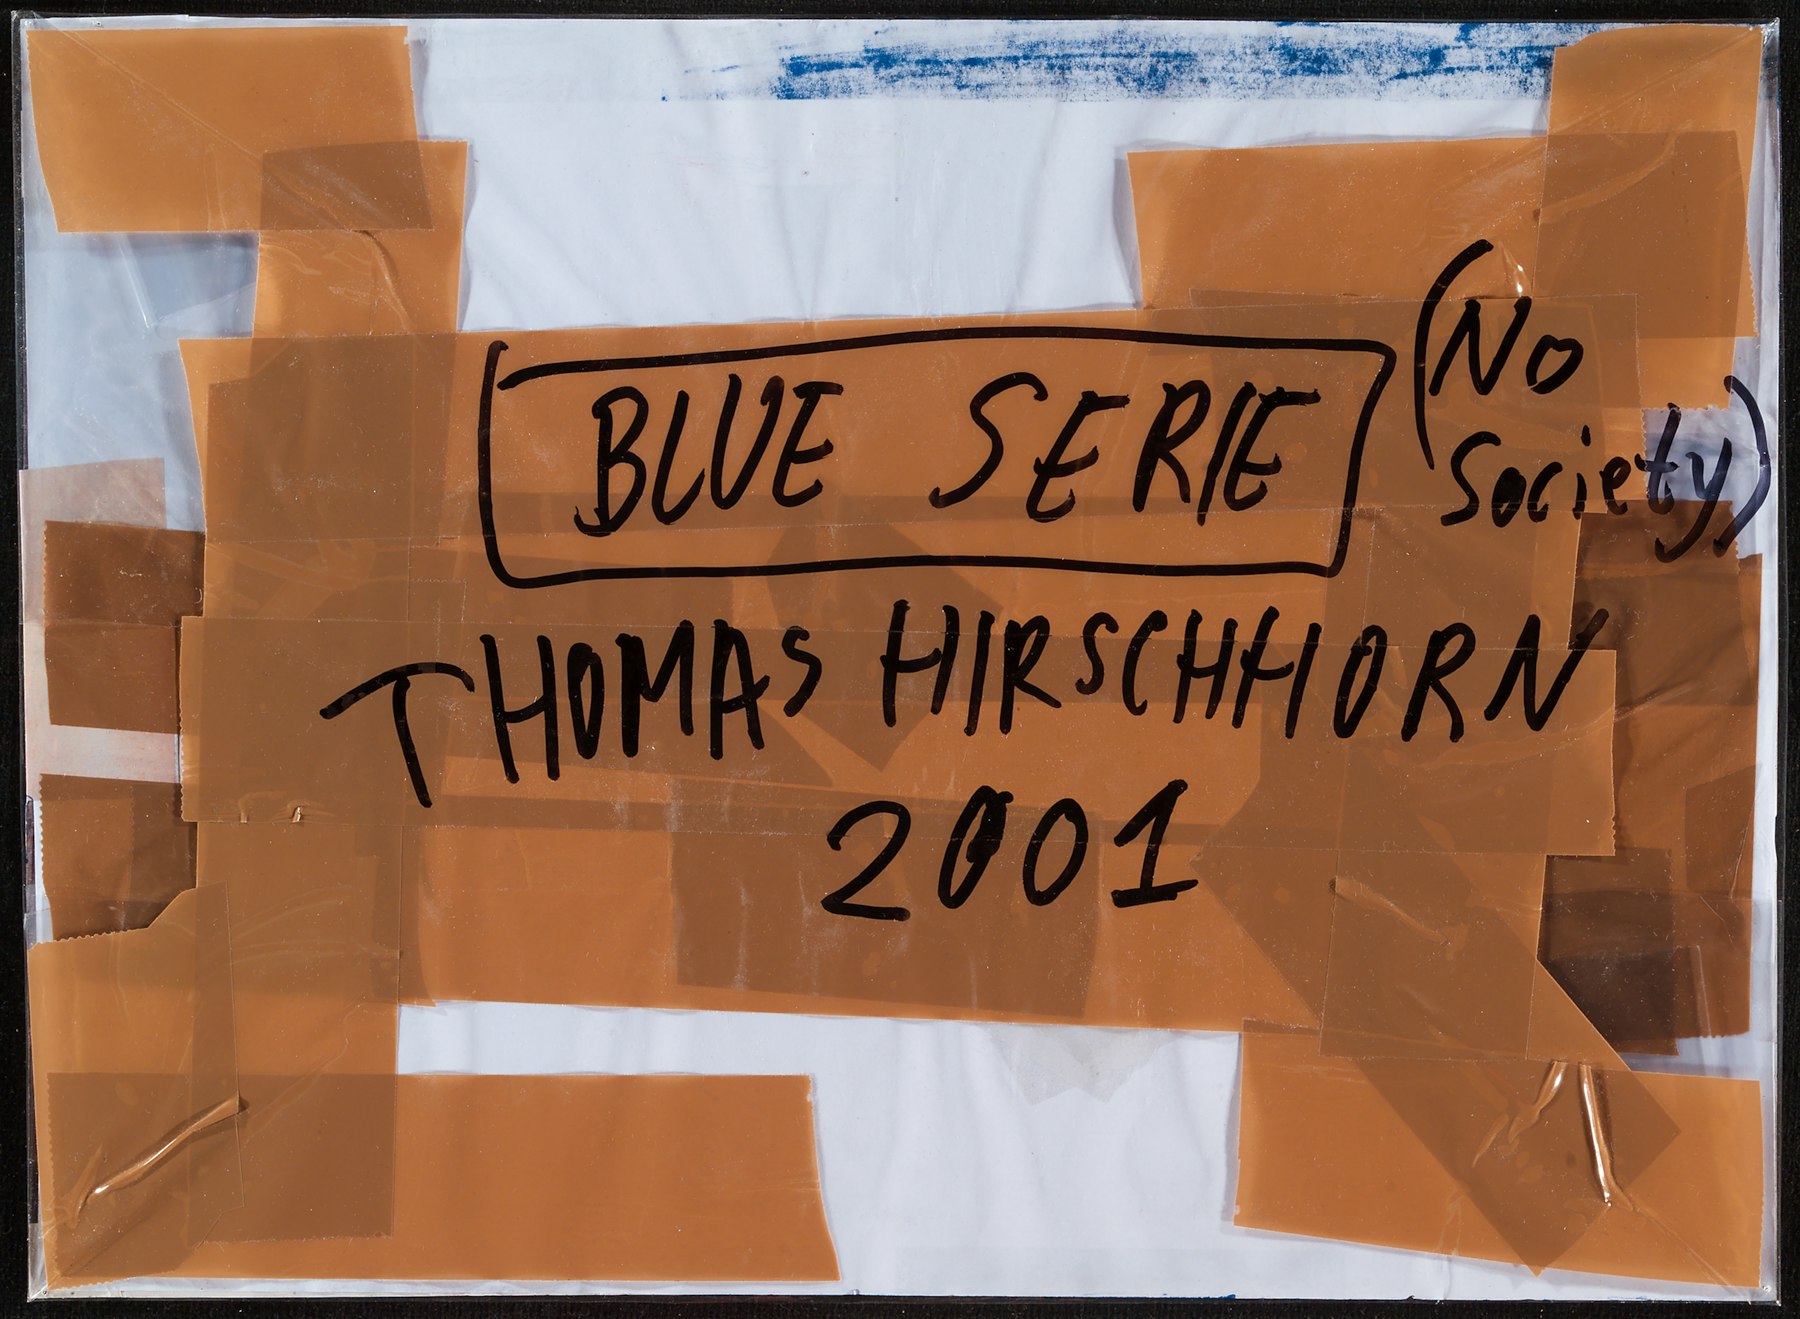 BLUE SERIE
(No
Society)
THOMAS HIRSCHHORN
2001